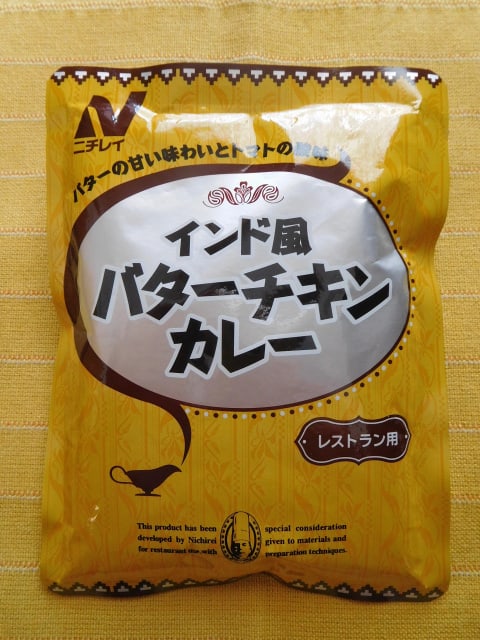 ニチレイ
バターの甘い味わいとトマトの酸味
インド風
バターチキン
カレー
レストラン用
This product has been
developed by Nichirei
for restaurant use with
special consideration
given to materials and
preparation techniques.